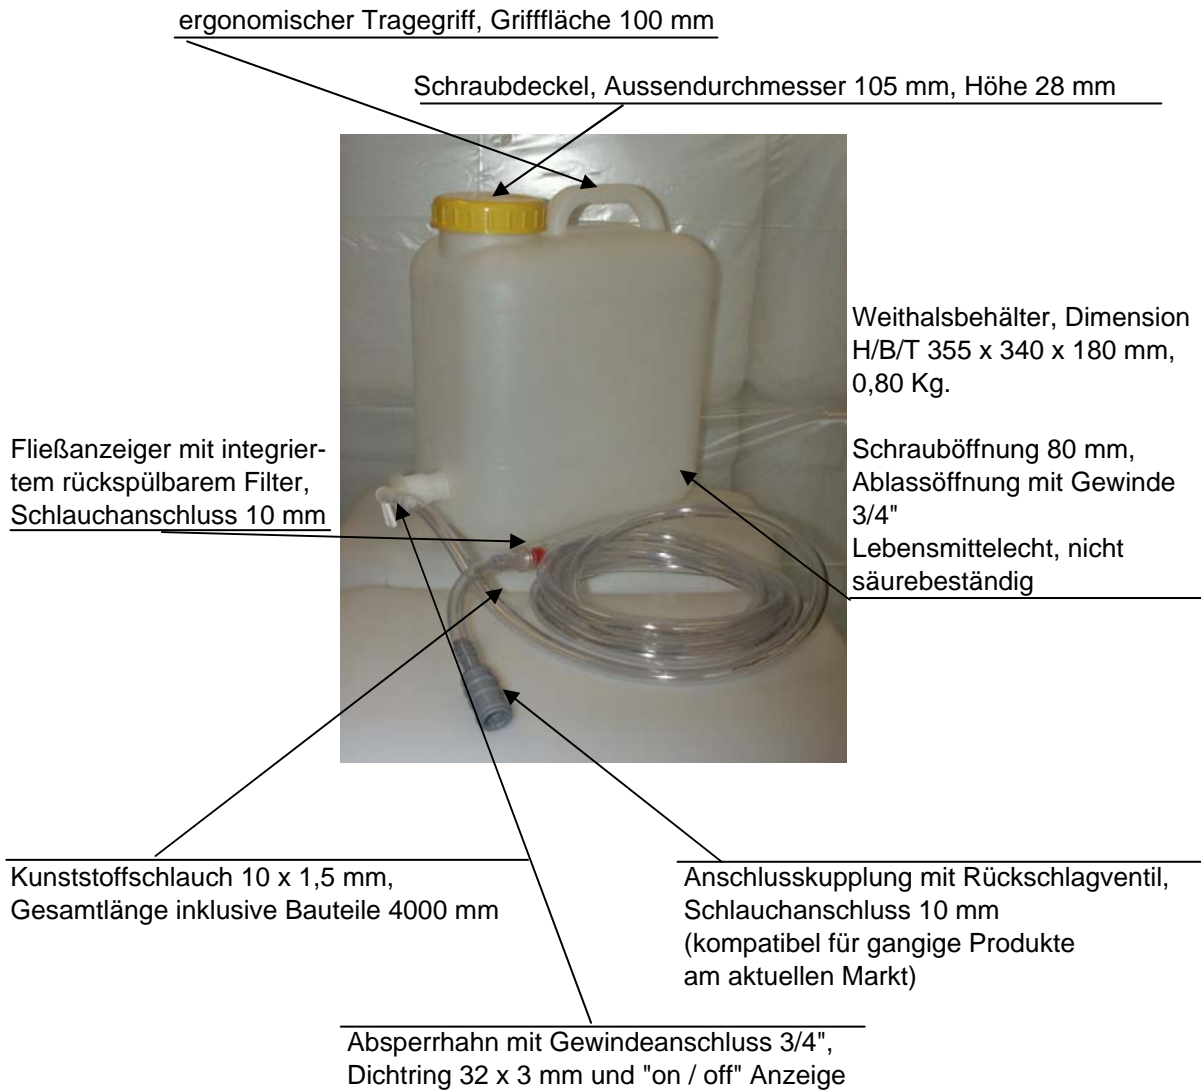 ergonomischer Tragegriff, Grifffläche 100 mm
Schraubdeckel, Aussendurchmesser 105 mm, Höhe 28 mm
Weithalsbehälter, Dimension
H/B/T 355 x 340 x 180 mm,
0,80 Kg.
Schrauböffnung 80 mm,
Ablassöffnung mit Gewinde
3/4"
Lebensmittelecht, nicht
säurebeständig
Fließanzeiger mit integrier-
tem rückspülbarem Filter,
Schlauchanschluss 10 mm
Kunststoffschlauch 10 x 1,5 mm,
Gesamtlänge inklusive Bauteile 4000 mm
Anschlusskupplung mit Rückschlagventil,
Schlauchanschluss 10 mm
(kompatibel für gangige Produkte
am aktuellen Markt)
Absperrhahn mit Gewindeanschluss 3/4",
Dichtring 32 x 3 mm und "on / off" Anzeige